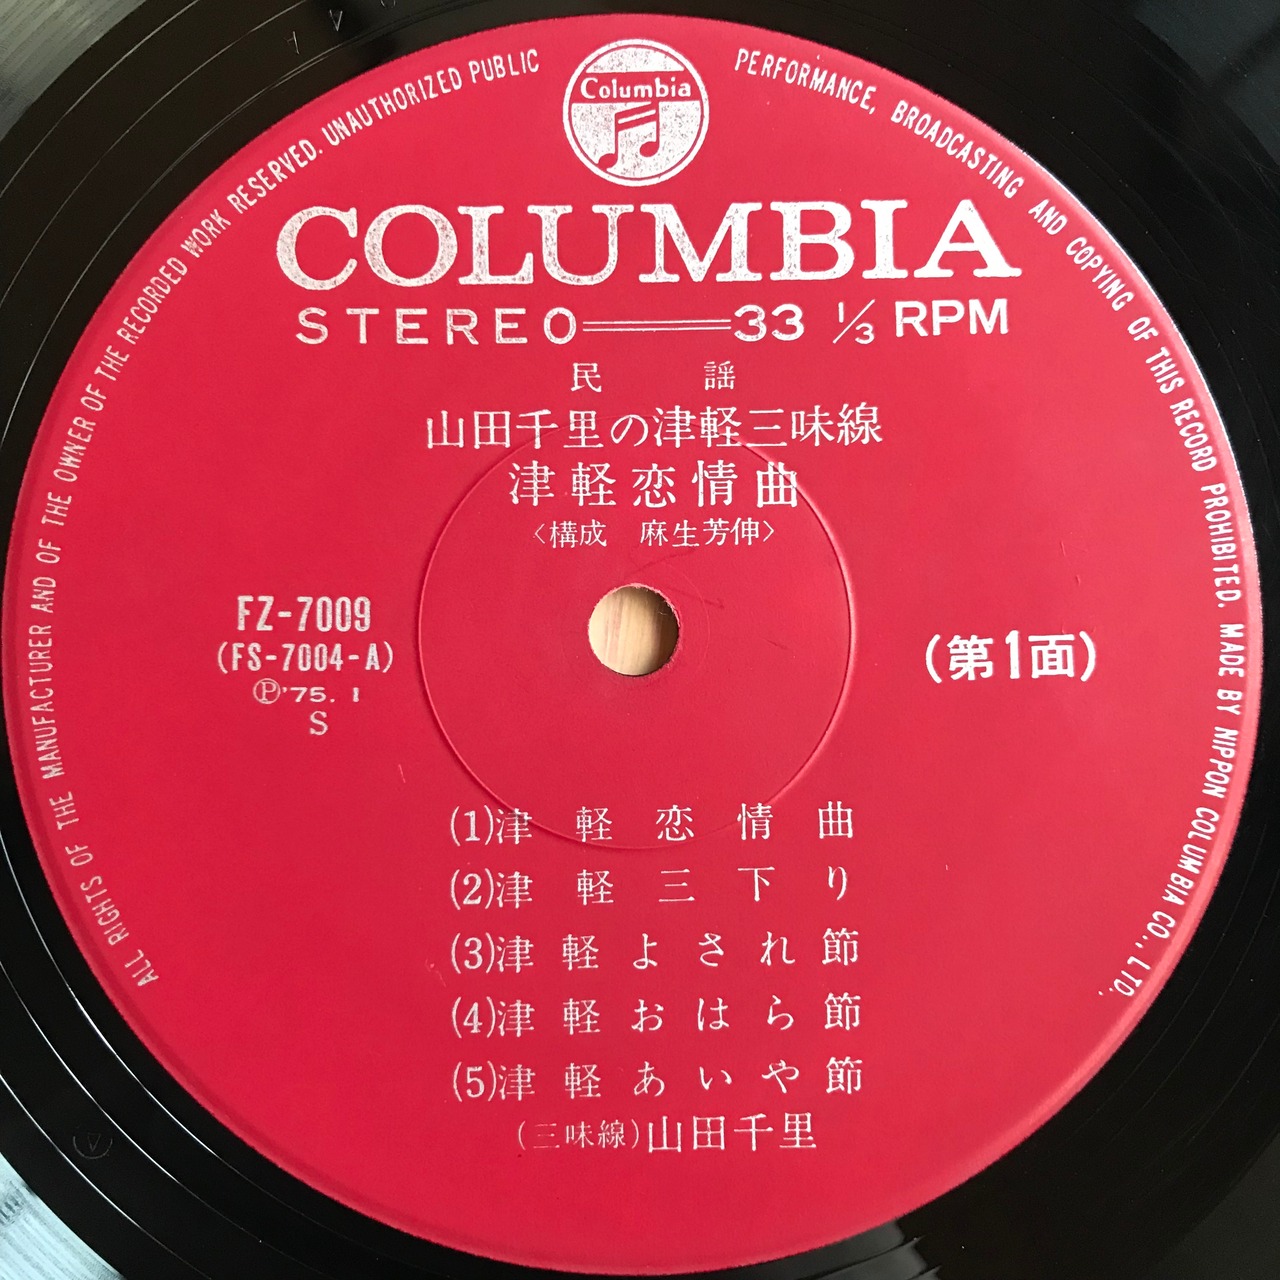 ALL RIGHTS OF THE MANUFACTURER AND OF THE OWNER OF THE RECORDED WORK RESERVED. UNAUTHORIZED PUBLIC PERFORMANCE, BROADCASTING AND COPYING OF THIS RECORD PROHIBITED. MADE BY NIPPON COLUMBIA CO., LTD.
Columbia
COLUMBIA
STEREO 33 1/3 RPM
民 謡
山田千里の津軽三味線
津軽恋情曲
〈構成 麻生芳伸〉
FZ-7009
(FS-7004-A)
Ⓟ'75. 1
S
(第1面)
(1)津軽恋情曲
(2)津軽三下り
(3)津軽よされ節
(4)津軽おはら節
(5)津軽あいや節
(三味線)山田千里